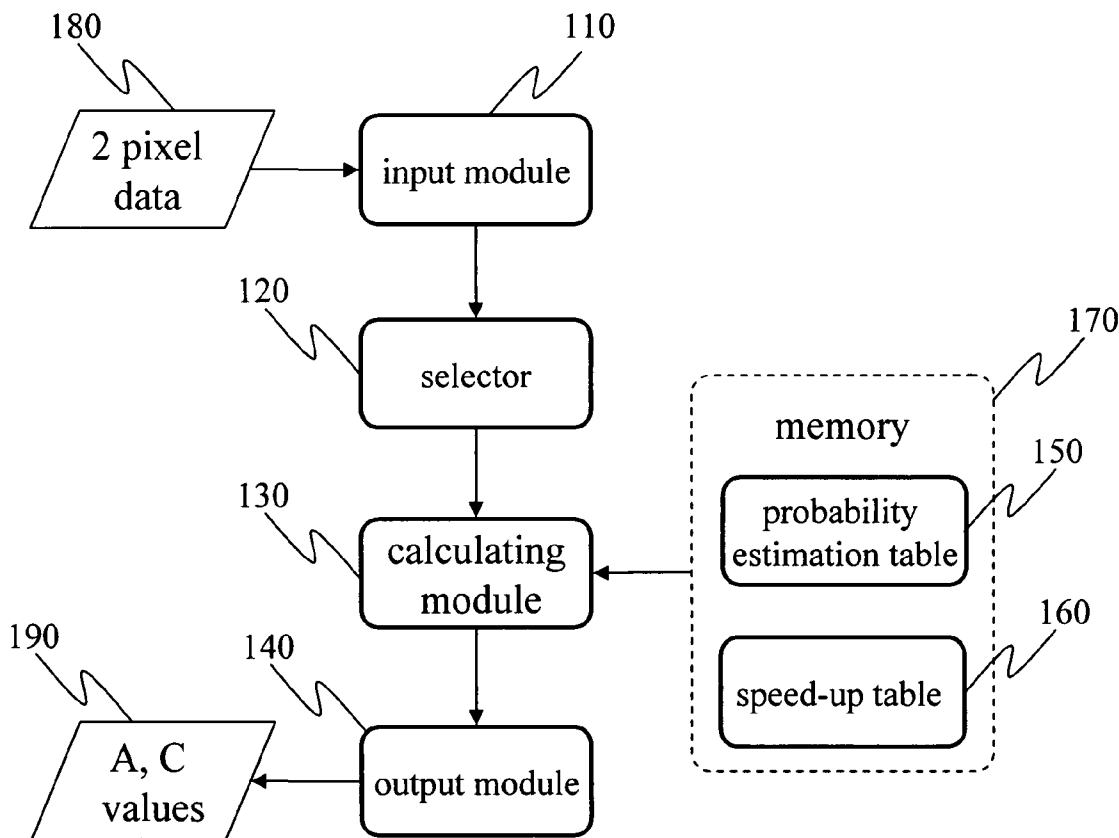 180
110
2 pixel
data
input module
120
selector
170
memory
150
probability
estimation table
130
calculating
module
160
speed-up table
190
140
A, C
values
output module